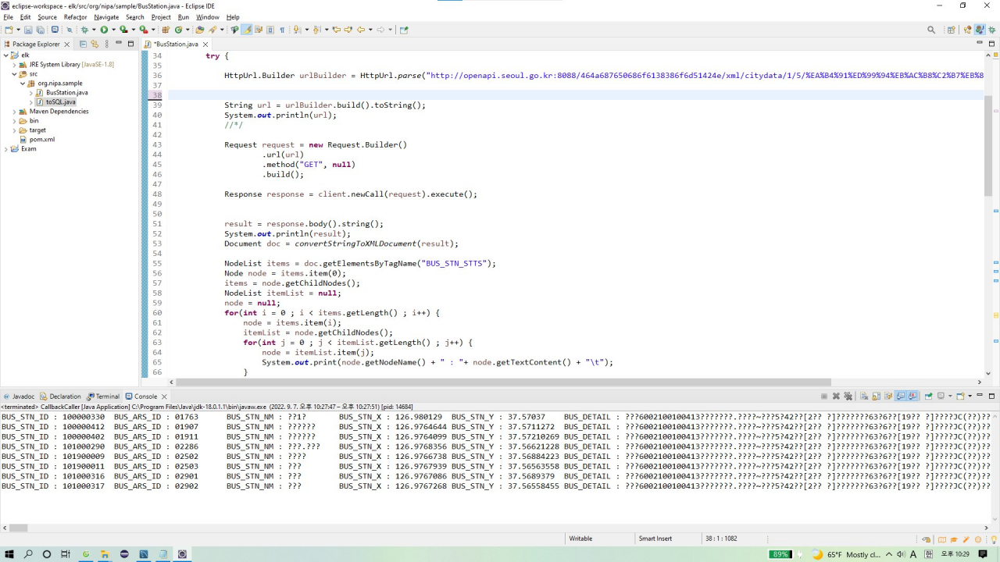 eclipse-workspace - elk/src/org/nipa/sample/BusStation.java - Eclipse IDE
File Edit Source Refactor Navigate Search Project Run Window Help
Package Explorer
*BusStation.java
elk
JRE System Library [JavaSE-1.8]
src
org.nipa.sample
BusStation.java
toSQL.java
Maven Dependencies
bin
target
pom.xml
Exam
34 try {
35
36 HttpUrl.Builder urlBuilder = HttpUrl.parse("http://openapi.seoul.go.kr:8088/464a687650686f6138386f6d51424e/xml/citydata/1/5/%EA%B4%91%ED%99%94%EB%AC%B8%C2%B7%EB%8
37
38
39 String url = urlBuilder.build().toString();
40 System.out.println(url);
41 //*/
42
43 Request request = new Request.Builder()
44 .url(url)
45 .method("GET", null)
46 .build();
47
48 Response response = client.newCall(request).execute();
49
50
51 result = response.body().string();
52 System.out.println(result);
53 Document doc = convertStringToXMLDocument(result);
54
55 NodeList items = doc.getElementsByTagName("BUS_STN_STTS");
56 Node node = items.item(0);
57 items = node.getChildNodes();
58 NodeList itemList = null;
59 node = null;
60 for(int i = 0 ; i < items.getLength() ; i++) {
61 node = items.item(i);
62 itemList = node.getChildNodes();
63 for(int j = 0 ; j < itemList.getLength() ; j++) {
64 node = itemList.item(j);
65 System.out.print(node.getNodeName() + " : "+ node.getTextContent() + "\t");
66 }
Javadoc Declaration Terminal Console
<terminated> CallbackCaller [Java Application] C:\Program Files\Java\jdk-18.0.1.1\bin\javaw.exe (2022. 9. 7. 오후 10:27:47 – 오후 10:27:51) [pid: 14684]
BUS_STN_ID : 100000330 BUS_ARS_ID : 01763 BUS_STN_NM : ??1? BUS_STN_X : 126.980129 BUS_STN_Y : 37.57037 BUS_DETAIL : ???6002100100413???????.????~???5?42??[2?? ?]???????63?6??[19?? ?]????JC(??)??
BUS_STN_ID : 100000412 BUS_ARS_ID : 01907 BUS_STN_NM : ?????? BUS_STN_X : 126.9764644 BUS_STN_Y : 37.5711272 BUS_DETAIL : ???6002100100413???????.????~???5?42??[2?? ?]???????63?6??[19?? ?]????JC(??)??
BUS_STN_ID : 100000402 BUS_ARS_ID : 01911 BUS_STN_NM : ?????? BUS_STN_X : 126.9764099 BUS_STN_Y : 37.57210269 BUS_DETAIL : ???6002100100413???????.????~???5?42??[2?? ?]???????63?6??[19?? ?]????JC(??)??
BUS_STN_ID : 101000290 BUS_ARS_ID : 02286 BUS_STN_NM : ???.??? BUS_STN_X : 126.9768356 BUS_STN_Y : 37.56621228 BUS_DETAIL : ???6002100100413???????.????~???5?42??[2?? ?]???????63?6??[19?? ?]????JC(??)??
BUS_STN_ID : 101900009 BUS_ARS_ID : 02502 BUS_STN_NM : ???? BUS_STN_X : 126.9766738 BUS_STN_Y : 37.56884223 BUS_DETAIL : ???6002100100413???????.????~???5?42??[2?? ?]???????63?6??[19?? ?]????JC(??)??
BUS_STN_ID : 101900011 BUS_ARS_ID : 02503 BUS_STN_NM : ??? BUS_STN_X : 126.9767939 BUS_STN_Y : 37.56563558 BUS_DETAIL : ???6002100100413???????.????~???5?42??[2?? ?]???????63?6??[19?? ?]????JC(??)??
BUS_STN_ID : 101000316 BUS_ARS_ID : 02901 BUS_STN_NM : ??? BUS_STN_X : 126.9767086 BUS_STN_Y : 37.5689379 BUS_DETAIL : ???6002100100413???????.????~???5?42??[2?? ?]???????63?6??[19?? ?]????JC(??)??
BUS_STN_ID : 101000317 BUS_ARS_ID : 02902 BUS_STN_NM : ??? BUS_STN_X : 126.9767268 BUS_STN_Y : 37.56558455 BUS_DETAIL : ???6002100100413???????.????~???5?42??[2?? ?]???????63?6??[19?? ?]????JC(??)??
Writable Smart Insert 38 : 1 : 1082
89% 65°F Mostly cl... A 한 오후 10:29